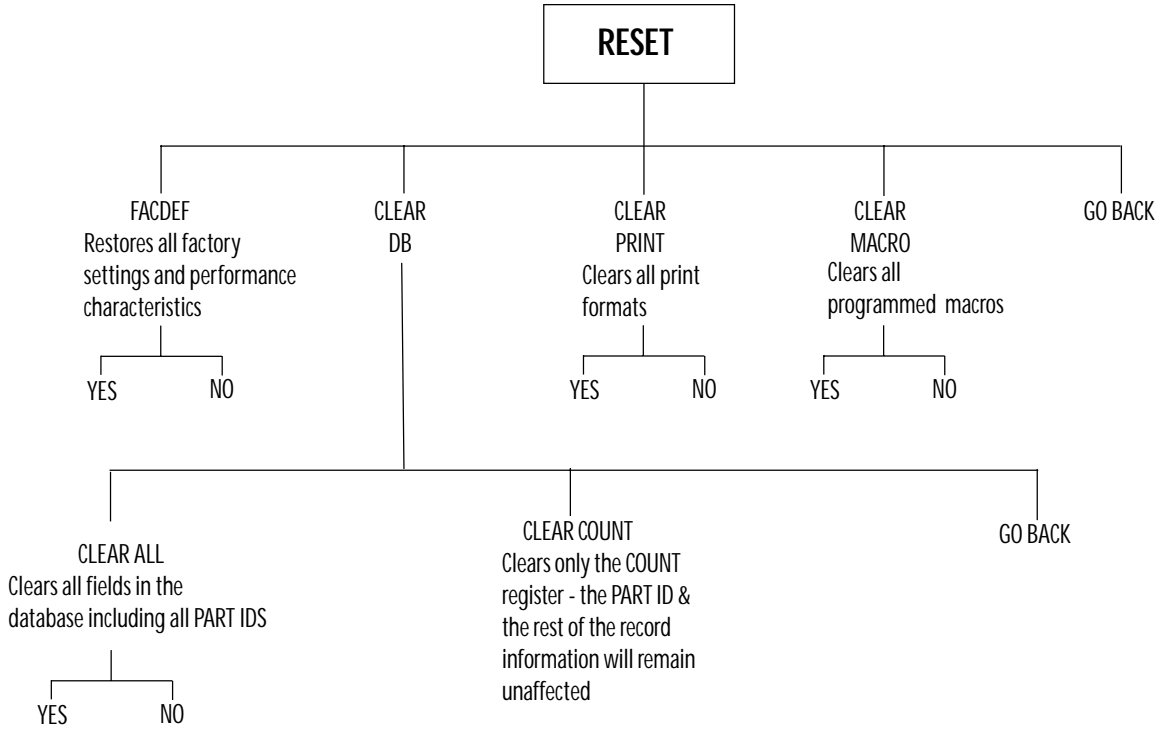 RESET
FACDEF
Restores all factory
settings and performance
characteristics
YES
NO
CLEAR
DB
CLEAR
PRINT
Clears all print
formats
YES
NO
CLEAR
MACRO
Clears all
programmed macros
YES
NO
GO BACK
CLEAR ALL
Clears all fields in the
database including all PART IDS
YES
NO
CLEAR COUNT
Clears only the COUNT
register - the PART ID &
the rest of the record
information will remain
unaffected
GO BACK